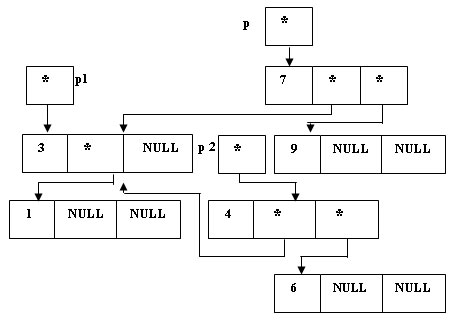 p *
* p1 7 * *
3 * NULL p 2 * 9 NULL NULL
1 NULL NULL 4 * *
6 NULL NULL